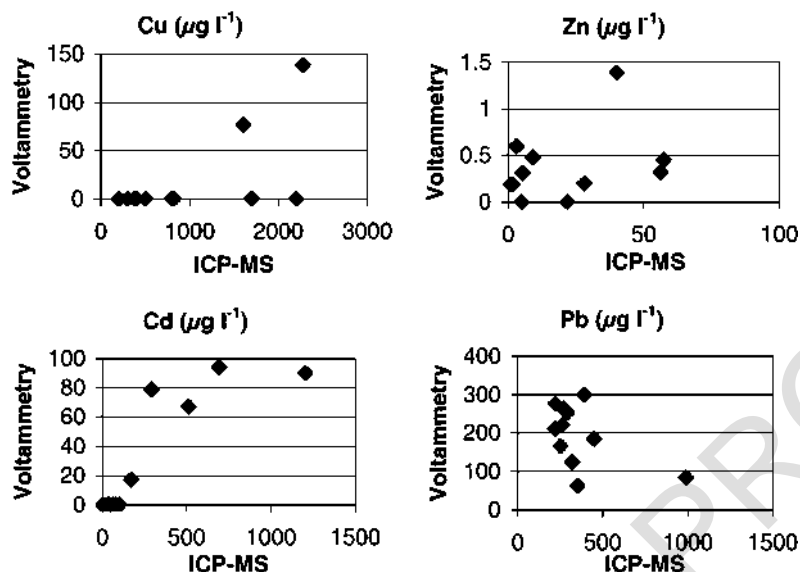 Cu (µg l⁻¹)
Voltammetry
150
100
50
0
0 1000 2000 3000
ICP-MS
Zn (µg l⁻¹)
Voltammetry
1.5
1
0.5
0
0 50 100
ICP-MS
Cd (µg l⁻¹)
Voltammetry
100
80
60
40
20
0
0 500 1000 1500
ICP-MS
Pb (µg l⁻¹)
Voltammetry
400
300
200
100
0
0 500 1000 1500
ICP-MS
PRO